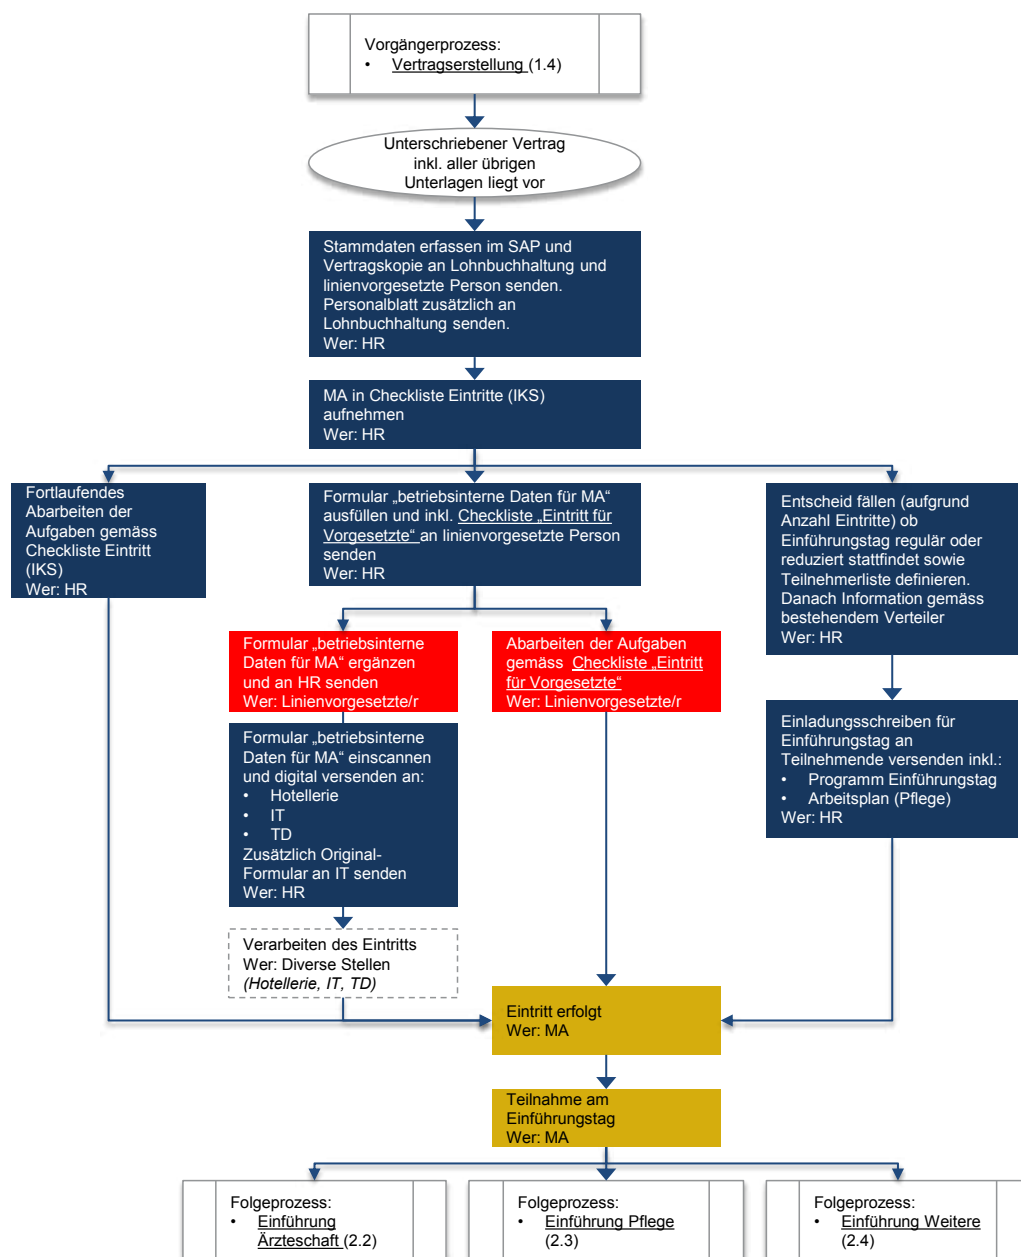 Vorgängerprozess:
• Vertragserstellung (1.4)
Unterschriebener Vertrag
inkl. aller übrigen
Unterlagen liegt vor
Stammdaten erfassen im SAP und
Vertragskopie an Lohnbuchhaltung und
linienvorgesetzte Person senden.
Personalblatt zusätzlich an
Lohnbuchhaltung senden.
Wer: HR
MA in Checkliste Eintritte (IKS)
aufnehmen
Wer: HR
Fortlaufendes
Abarbeiten der
Aufgaben gemäss
Checkliste Eintritt
(IKS)
Wer: HR
Formular „betriebsinterne Daten für MA“
ausfüllen und inkl. Checkliste „Eintritt für
Vorgesetzte“ an linienvorgesetzte Person
senden
Wer: HR
Entscheid fällen (aufgrund
Anzahl Eintritte) ob
Einführungstag regulär oder
reduziert stattfindet sowie
Teilnehmerliste definieren.
Danach Information gemäss
bestehendem Verteiler
Wer: HR
Formular „betriebsinterne
Daten für MA“ ergänzen
und an HR senden
Wer: Linienvorgesetzte/r
Abarbeiten der Aufgaben
gemäss Checkliste „Eintritt
für Vorgesetzte“
Wer: Linienvorgesetzte/r
Formular „betriebsinterne
Daten für MA“ einscannen
und digital versenden an:
• Hotellerie
• IT
• TD
Zusätzlich Original-
Formular an IT senden
Wer: HR
Einladungsschreiben für
Einführungstag an
Teilnehmende versenden inkl.:
• Programm Einführungstag
• Arbeitsplan (Pflege)
Wer: HR
Verarbeiten des Eintritts
Wer: Diverse Stellen
(Hotellerie, IT, TD)
Eintritt erfolgt
Wer: MA
Teilnahme am
Einführungstag
Wer: MA
Folgeprozess:
• Einführung
Ärzteschaft (2.2)
Folgeprozess:
• Einführung Pflege
(2.3)
Folgeprozess:
• Einführung Weitere
(2.4)